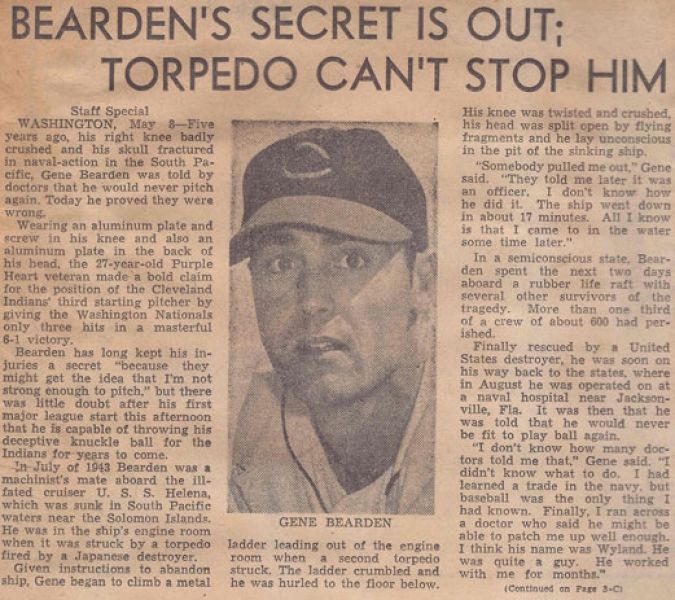 BEARDEN'S SECRET IS OUT;
TORPEDO CAN'T STOP HIM
Staff Special
WASHINGTON, May 8—Five
years ago, his right knee badly
crushed and his skull fractured
in naval-action in the South Pa-
cific, Gene Bearden was told by
doctors that he would never pitch
again. Today he proved they were
wrong.
Wearing an aluminum plate and
screw in his knee and also an
aluminum plate in the back of
his head, the 27-year-old Purple
Heart veteran made a bold claim
for the position of the Cleveland
Indians' third starting pitcher by
giving the Washington Nationals
only three hits in a masterful
6-1 victory.
Bearden has long kept his in-
juries a secret "because they
might get the idea that I'm not
strong enough to pitch," but there
was little doubt after his first
major league start this afternoon
that he is capable of throwing his
deceptive knuckle ball for the
Indians for years to come.
In July of 1943 Bearden was a
machinist's mate aboard the ill-
fated cruiser U. S. S. Helena,
which was sunk in South Pacific
waters near the Solomon Islands.
He was in the ship's engine room
when it was struck by a torpedo
fired by a Japanese destroyer.
Given instructions to abandon
ship, Gene began to climb a metal
C
GENE BEARDEN
ladder leading out of the engine
room when a second torpedo
struck. The ladder crumbled and
he was hurled to the floor below.
His knee was twisted and crushed,
his head was split open by flying
fragments and he lay unconscious
in the pit of the sinking ship.
"Somebody pulled me out," Gene
said. "They told me later it was
an officer. I don't know how
he did it. The ship went down
in about 17 minutes. All I know
is that I came to in the water
some time later."
In a semiconscious state, Bear-
den spent the next two days
aboard a rubber life raft with
several other survivors of the
tragedy. More than one third
of a crew of about 600 had per-
ished.
Finally rescued by a United
States destroyer, he was soon on
his way back to the states, where
in August he was operated on at
a naval hospital near Jackson-
ville, Fla. It was then that he
was told that he would never
be fit to play ball again.
"I don't know how many doc-
tors told me that," Gene said. "I
didn't know what to do. I had
learned a trade in the navy, but
baseball was the only thing I
had known. Finally, I ran across
a doctor who said he might be
able to patch me up well enough.
I think his name was Wyland. He
was quite a guy. He worked
with me for months."
(Continued on Page 3-C)